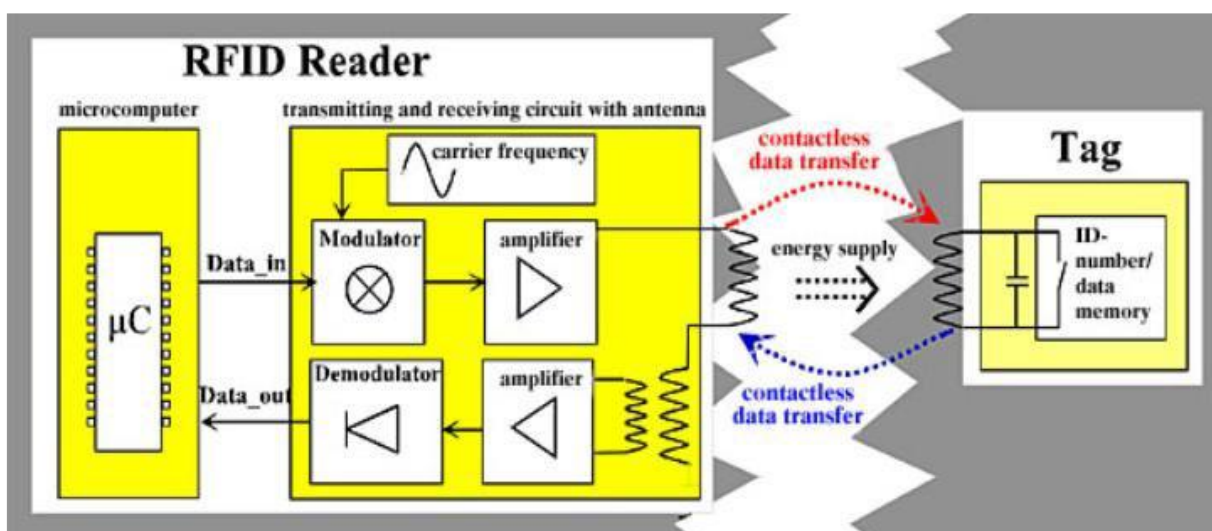 RFID Reader
microcomputer
transmitting and receiving circuit with antenna
carrier frequency
Modulator
amplifier
Data_in
μC
Demodulator
amplifier
Data_out
contactless
data transfer
energy supply
contactless
data transfer
Tag
ID-
number/
data
memory